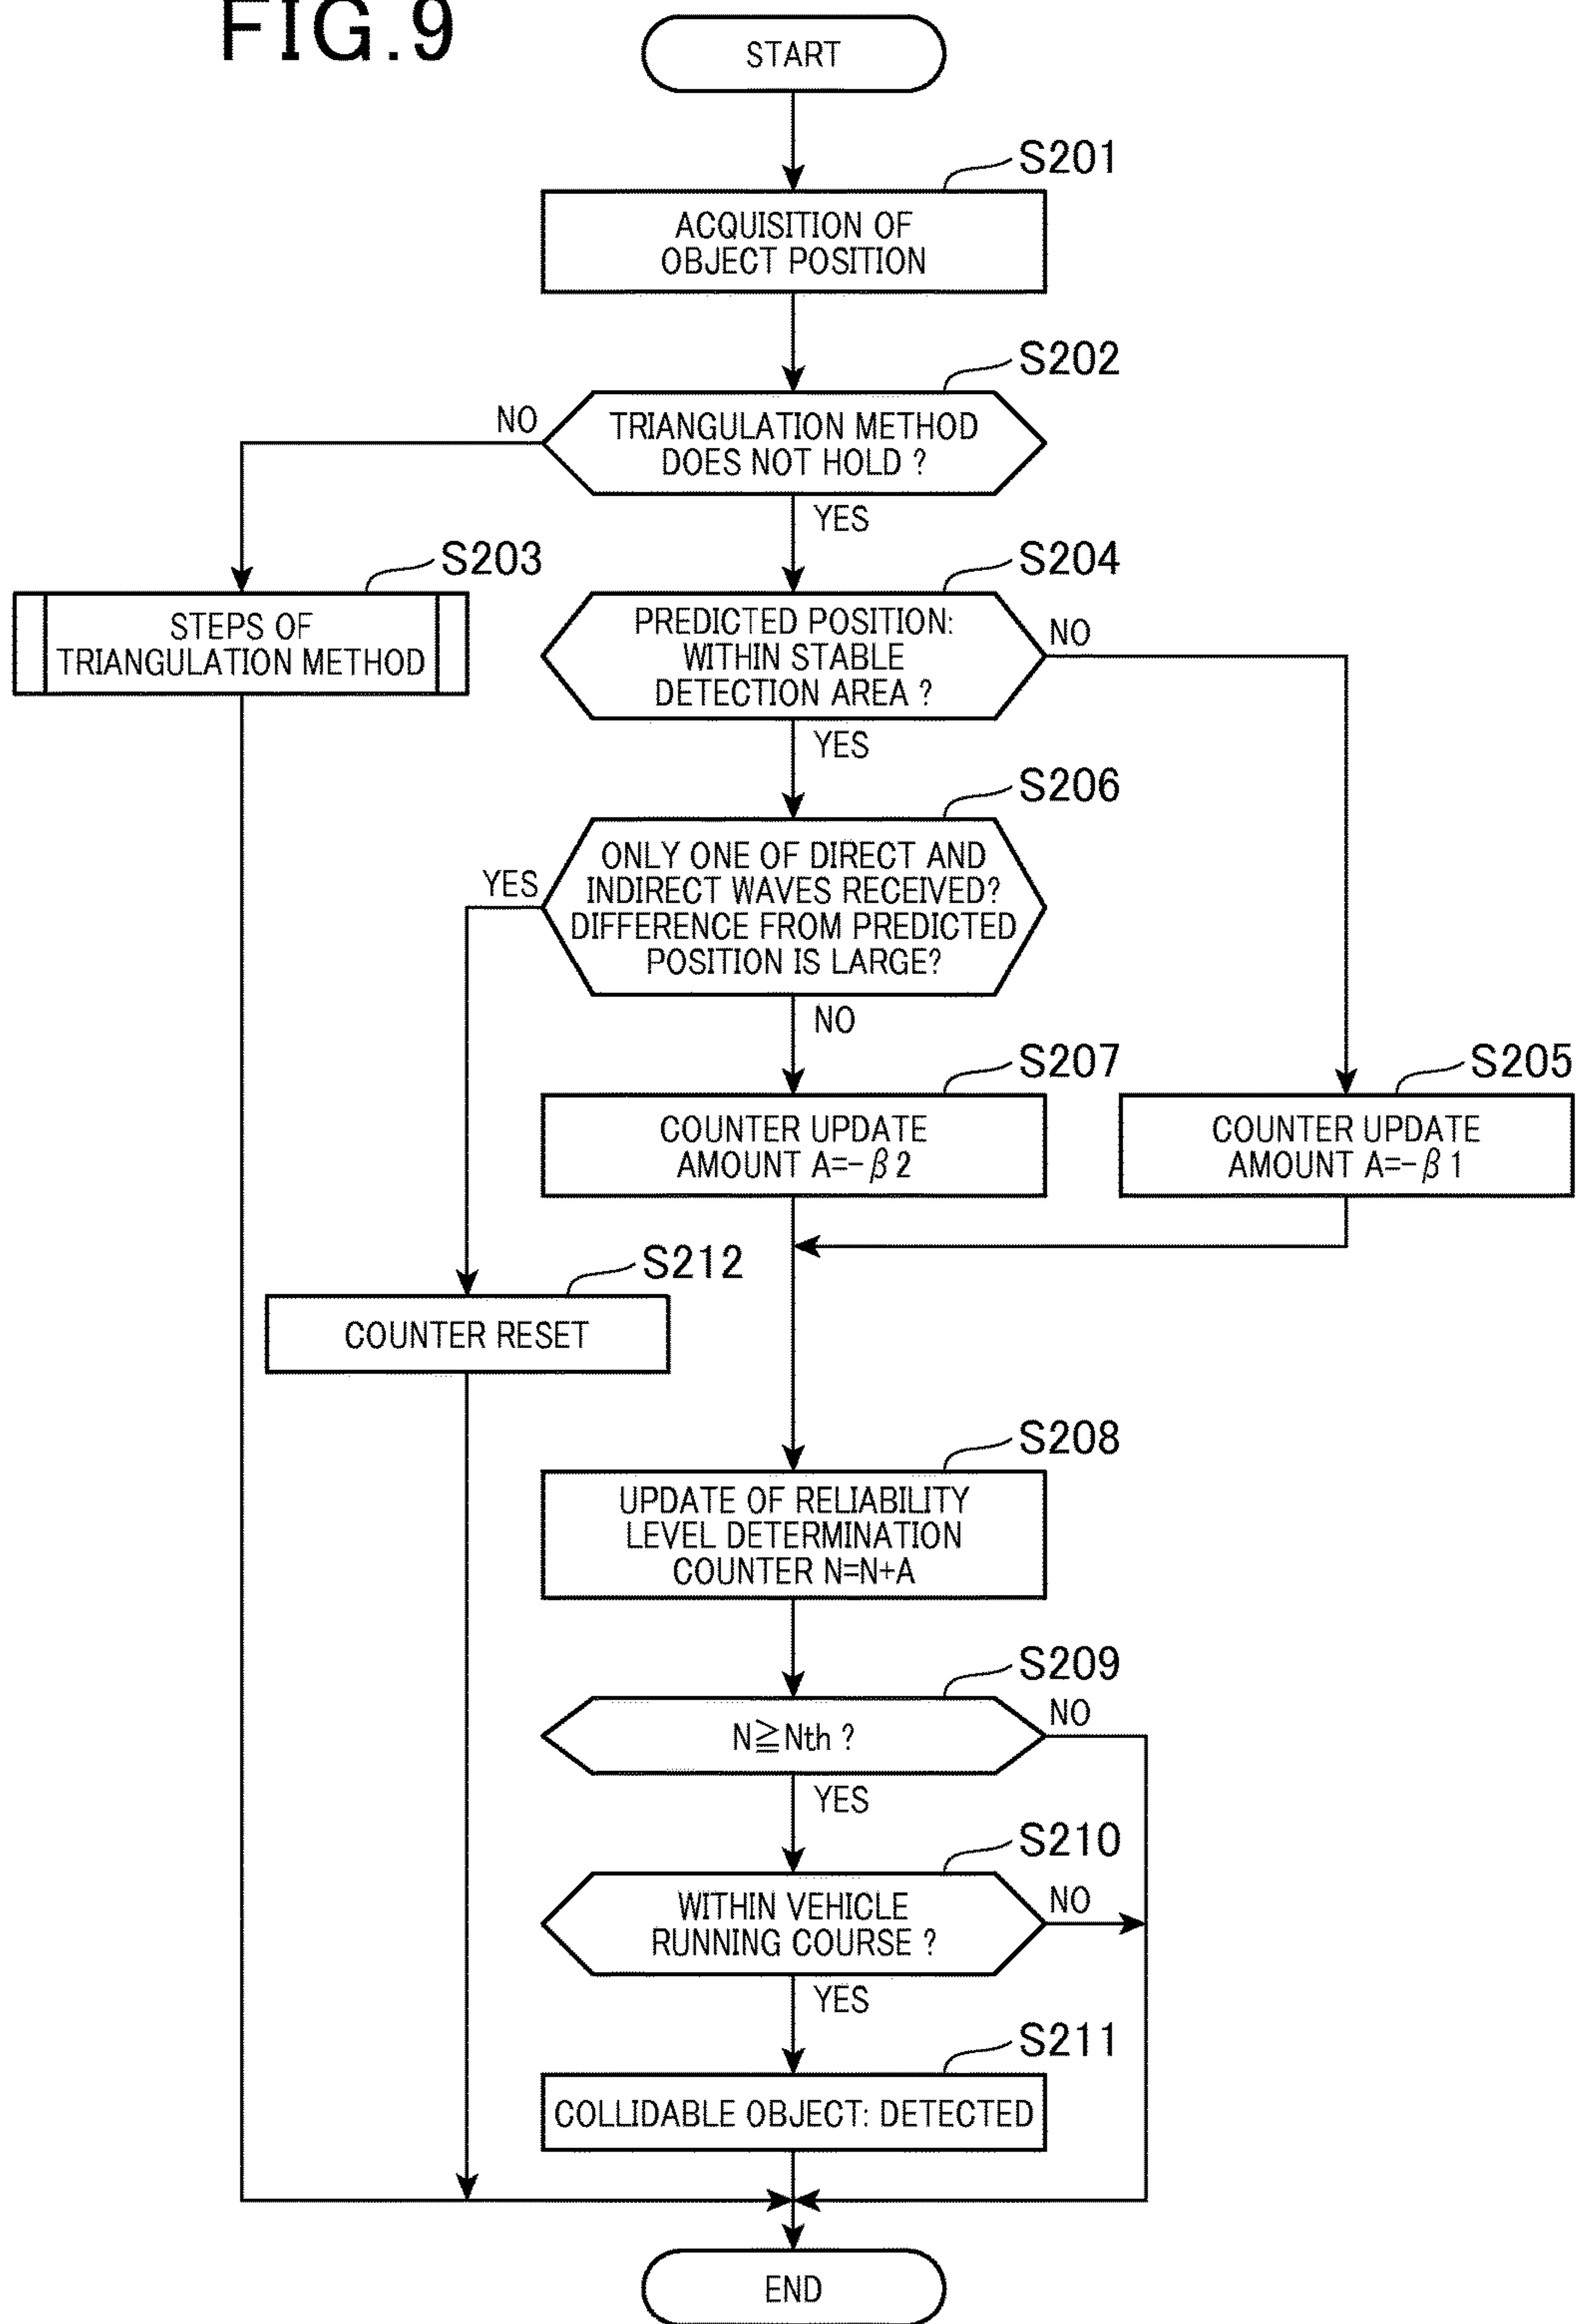 FIG.9
START
S201
ACQUISITION OF
OBJECT POSITION
S202
NO
TRIANGULATION METHOD
DOES NOT HOLD ?
YES
S203
STEPS OF
TRIANGULATION METHOD
S204
PREDICTED POSITION:
WITHIN STABLE
DETECTION AREA ?
NO
YES
S206
YES
ONLY ONE OF DIRECT AND
INDIRECT WAVES RECEIVED?
DIFFERENCE FROM PREDICTED
POSITION IS LARGE?
NO
S207
COUNTER UPDATE
AMOUNT A=-β2
S205
COUNTER UPDATE
AMOUNT A=-β1
S212
COUNTER RESET
S208
UPDATE OF RELIABILITY
LEVEL DETERMINATION
COUNTER N=N+A
S209
N≧Nth ?
NO
YES
S210
WITHIN VEHICLE
RUNNING COURSE ?
NO
YES
S211
COLLIDABLE OBJECT: DETECTED
END